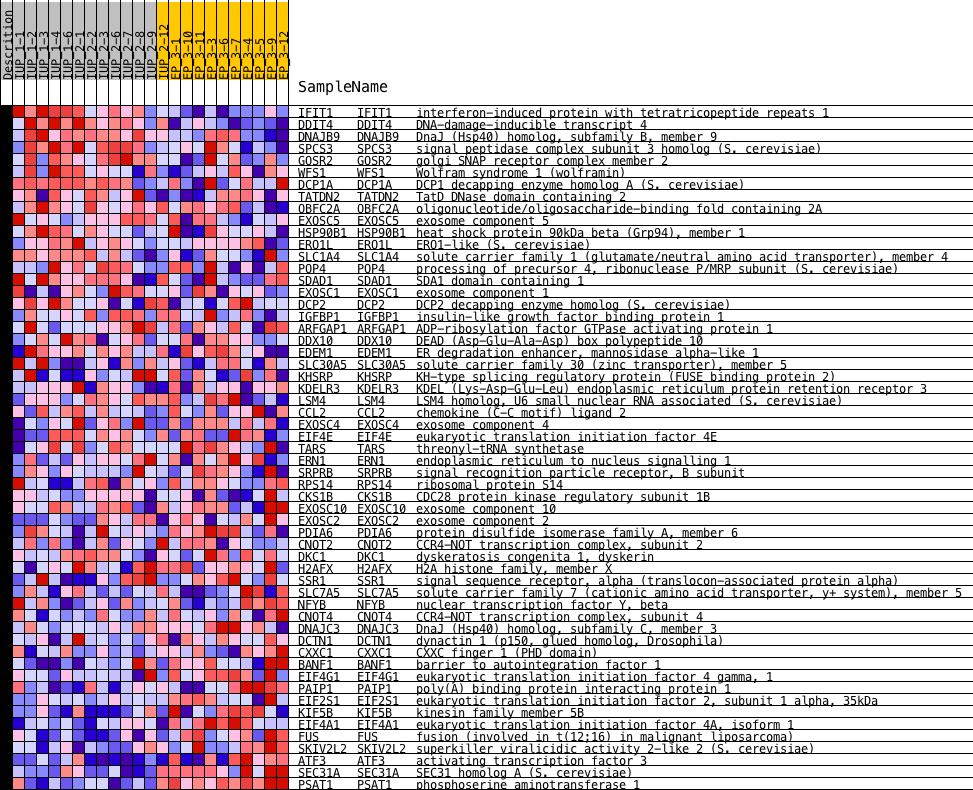 Descrition
IUP_1-1
IUP_1-2
IUP_1-3
IUP_1-4
IUP_1-6
IUP_2-1
IUP_2-2
IUP_2-3
IUP_2-6
IUP_2-7
IUP_2-8
IUP_2-9
IUP_2-12
EP_3-1
EP_3-10
EP_3-11
EP_3-3
EP_3-6
EP_3-7
EP_3-4
EP_3-5
EP_3-9
EP_3-12
SampleName
IFIT1 IFIT1 interferon-induced protein with tetratricopeptide repeats 1
DDIT4 DDIT4 DNA-damage-inducible transcript 4
DNAJB9 DNAJB9 DnaJ (Hsp40) homolog, subfamily B, member 9
SPCS3 SPCS3 signal peptidase complex subunit 3 homolog (S. cerevisiae)
GOSR2 GOSR2 golgi SNAP receptor complex member 2
WFS1 WFS1 Wolfram syndrome 1 (wolframin)
DCP1A DCP1A DCP1 decapping enzyme homolog A (S. cerevisiae)
TATDN2 TATDN2 TatD DNase domain containing 2
OBFC2A OBFC2A oligonucleotide/oligosaccharide-binding fold containing 2A
EXOSC5 EXOSC5 exosome component 5
HSP90B1 HSP90B1 heat shock protein 90kDa beta (Grp94), member 1
ERO1L ERO1L ERO1-like (S. cerevisiae)
SLC1A4 SLC1A4 solute carrier family 1 (glutamate/neutral amino acid transporter), member 4
POP4 POP4 processing of precursor 4, ribonuclease P/MRP subunit (S. cerevisiae)
SDAD1 SDAD1 SDA1 domain containing 1
EXOSC1 EXOSC1 exosome component 1
DCP2 DCP2 DCP2 decapping enzyme homolog (S. cerevisiae)
IGFBP1 IGFBP1 insulin-like growth factor binding protein 1
ARFGAP1 ARFGAP1 ADP-ribosylation factor GTPase activating protein 1
DDX10 DDX10 DEAD (Asp-Glu-Ala-Asp) box polypeptide 10
EDEM1 EDEM1 ER degradation enhancer, mannosidase alpha-like 1
SLC30A5 SLC30A5 solute carrier family 30 (zinc transporter), member 5
KHSRP KHSRP KH-type splicing regulatory protein (FUSE binding protein 2)
KDELR3 KDELR3 KDEL (Lys-Asp-Glu-Leu) endoplasmic reticulum protein retention receptor 3
LSM4 LSM4 LSM4 homolog, U6 small nuclear RNA associated (S. cerevisiae)
CCL2 CCL2 chemokine (C-C motif) ligand 2
EXOSC4 EXOSC4 exosome component 4
EIF4E EIF4E eukaryotic translation initiation factor 4E
TARS TARS threonyl-tRNA synthetase
ERN1 ERN1 endoplasmic reticulum to nucleus signalling 1
SRPRB SRPRB signal recognition particle receptor, B subunit
RPS14 RPS14 ribosomal protein S14
CKS1B CKS1B CDC28 protein kinase regulatory subunit 1B
EXOSC10 EXOSC10 exosome component 10
EXOSC2 EXOSC2 exosome component 2
PDIA6 PDIA6 protein disulfide isomerase family A, member 6
CNOT2 CNOT2 CCR4-NOT transcription complex, subunit 2
DKC1 DKC1 dyskeratosis congenita 1, dyskerin
H2AFX H2AFX H2A histone family, member X
SSR1 SSR1 signal sequence receptor, alpha (translocon-associated protein alpha)
SLC7A5 SLC7A5 solute carrier family 7 (cationic amino acid transporter, y+ system), member 5
NFYB NFYB nuclear transcription factor Y, beta
CNOT4 CNOT4 CCR4-NOT transcription complex, subunit 4
DNAJC3 DNAJC3 DnaJ (Hsp40) homolog, subfamily C, member 3
DCTN1 DCTN1 dynactin 1 (p150, glued homolog, Drosophila)
CXXC1 CXXC1 CXXC finger 1 (PHD domain)
BANF1 BANF1 barrier to autointegration factor 1
EIF4G1 EIF4G1 eukaryotic translation initiation factor 4 gamma, 1
PAIP1 PAIP1 poly(A) binding protein interacting protein 1
EIF2S1 EIF2S1 eukaryotic translation initiation factor 2, subunit 1 alpha, 35kDa
KIF5B KIF5B kinesin family member 5B
EIF4A1 EIF4A1 eukaryotic translation initiation factor 4A, isoform 1
FUS FUS fusion (involved in t(12;16) in malignant liposarcoma)
SKIV2L2 SKIV2L2 superkiller viralicidic activity 2-like 2 (S. cerevisiae)
ATF3 ATF3 activating transcription factor 3
SEC31A SEC31A SEC31 homolog A (S. cerevisiae)
PSAT1 PSAT1 phosphoserine aminotransferase 1